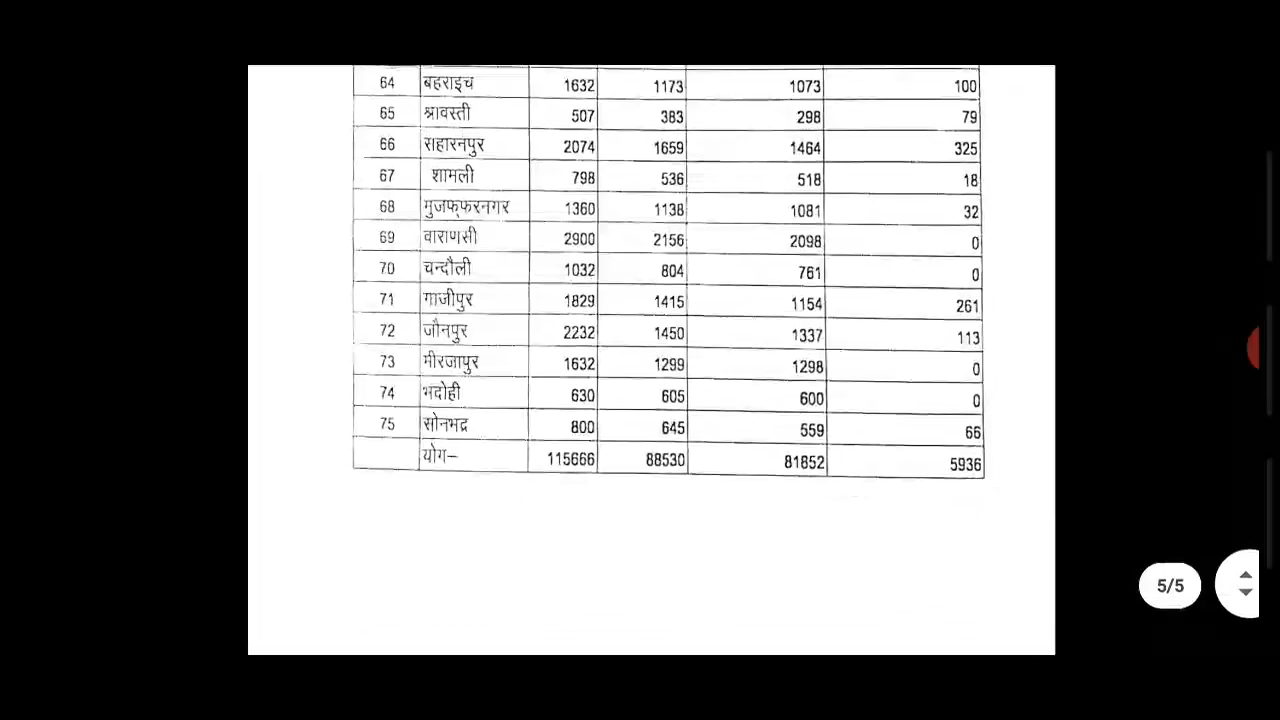 64 बहराइच 1632 1173 1073 100
65 श्रावस्ती 507 383 298 79
66 सहारनपुर 2074 1659 1464 325
67 शामली 798 536 518 18
68 मुजफ्फरनगर 1360 1138 1081 32
69 वाराणसी 2900 2156 2098 0
70 चन्दौली 1032 804 761 0
71 गाजीपुर 1829 1415 1154 261
72 जौनपुर 2232 1450 1337 113
73 मीरजापुर 1632 1299 1298 0
74 भदोही 630 605 600 0
75 सोनभद्र 800 645 559 66
योग– 115666 88530 81852 5936
5/5